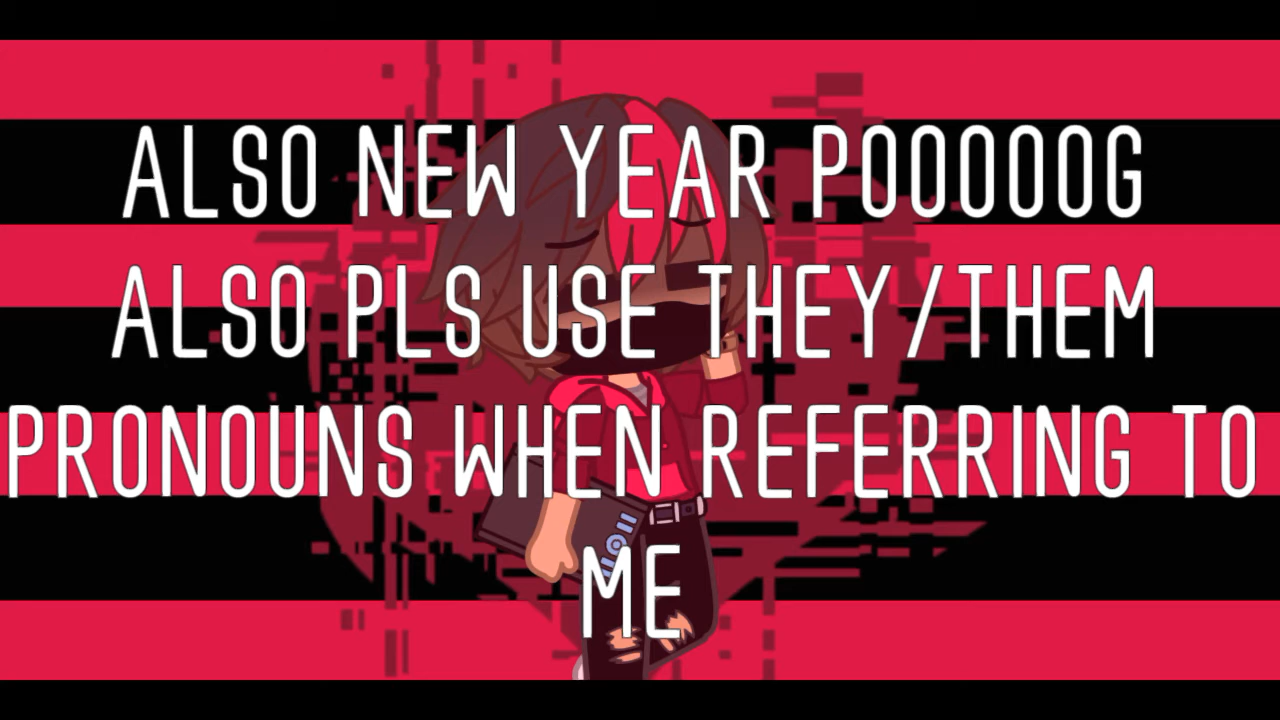 ALSO NEW YEAR POOOOOG
ALSO PLS USE THEY/THEM
PRONOUNS WHEN REFERRING TO
ME